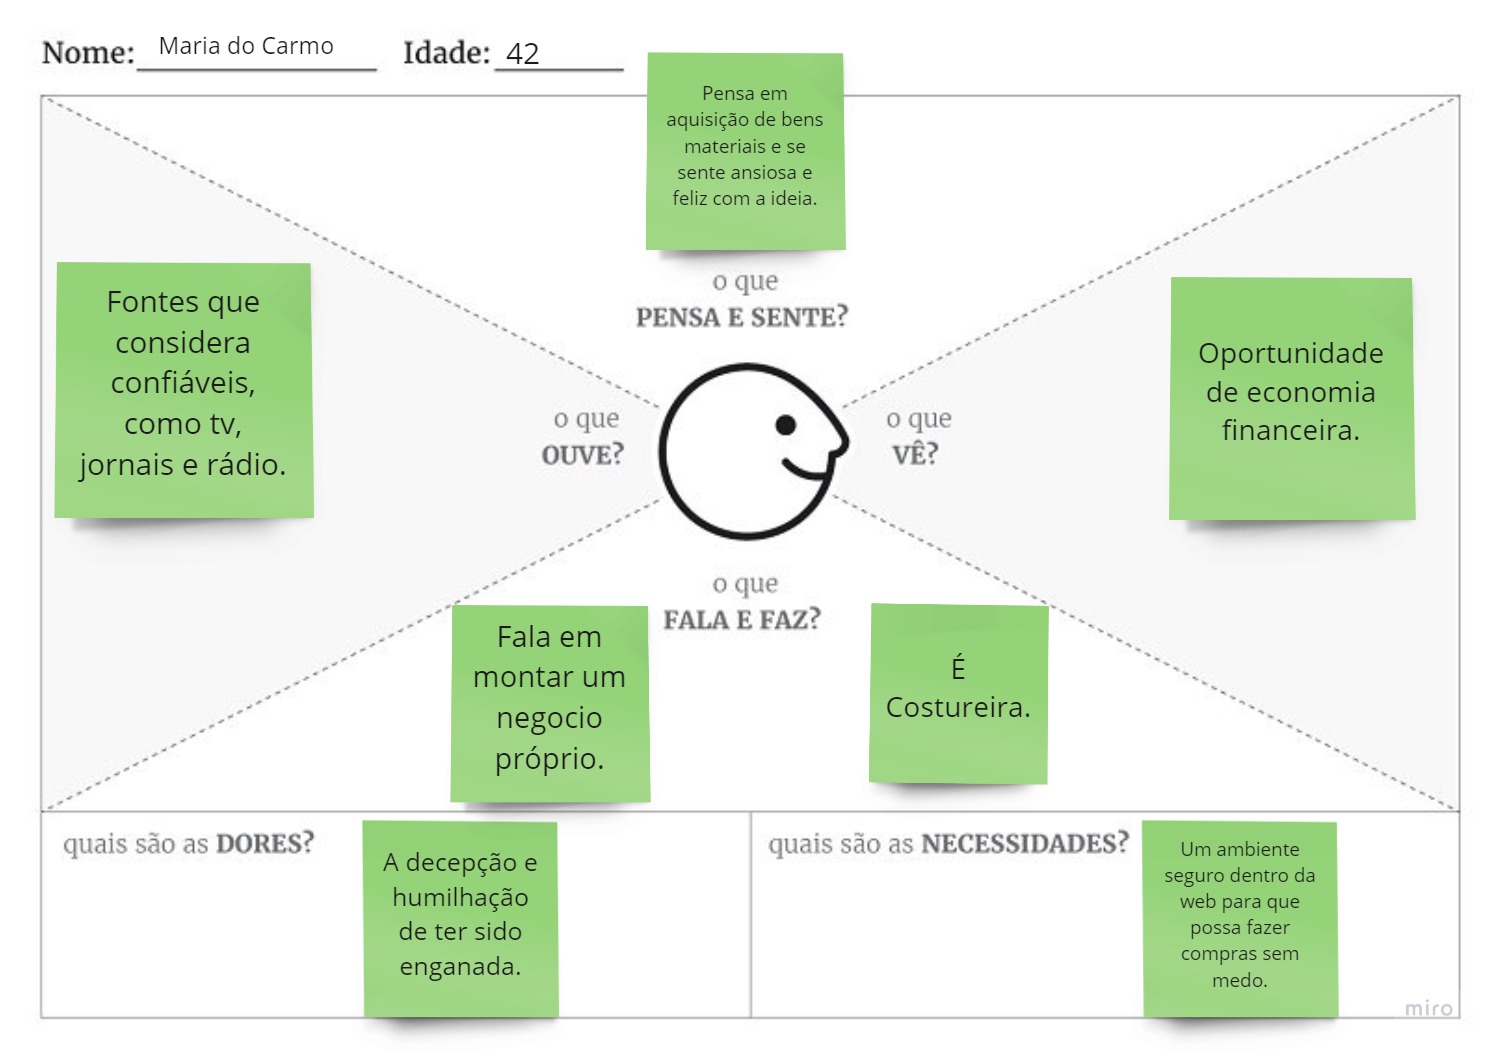 Nome: Maria do Carmo Idade: 42
Pensa em
aquisição de bens
materiais e se
sente ansiosa e
feliz com a ideia.
o que
PENSA E SENTE?
Fontes que
considera
confiáveis,
como tv,
jornais e rádio.
o que
OUVE?
o que
VÊ?
Oportunidade
de economia
financeira.
o que
FALA E FAZ?
Fala em
montar um
negocio
próprio.
É
Costureira.
quais são as DORES?
A decepção e
humilhação
de ter sido
enganada.
quais são as NECESSIDADES?
Um ambiente
seguro dentro da
web para que
possa fazer
compras sem
medo.
miro